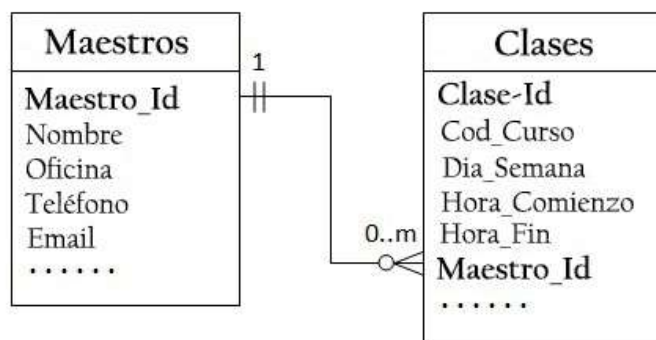 Maestros
Maestro_Id
Nombre
Oficina
Teléfono
Email
......
1
0..m
Clases
Clase-Id
Cod_Curso
Dia_Semana
Hora_Comienzo
Hora_Fin
Maestro_Id
......